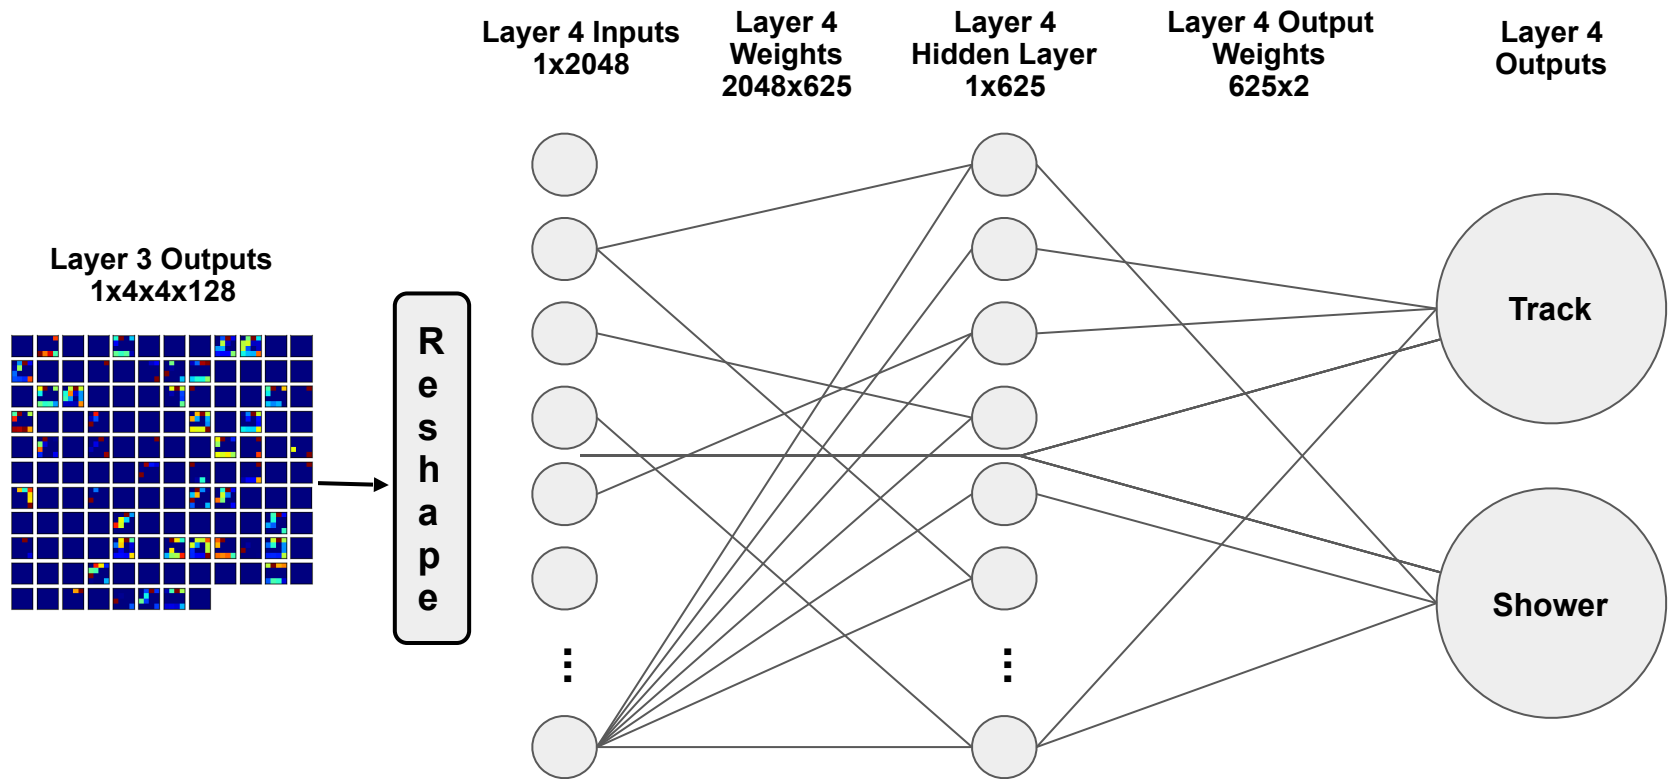 Layer 4 Inputs
1x2048
Layer 4
Weights
2048x625
Layer 4
Hidden Layer
1x625
Layer 4 Output
Weights
625x2
Layer 4
Outputs
Layer 3 Outputs
1x4x4x128
R
e
s
h
a
p
e
...
...
Track
Shower